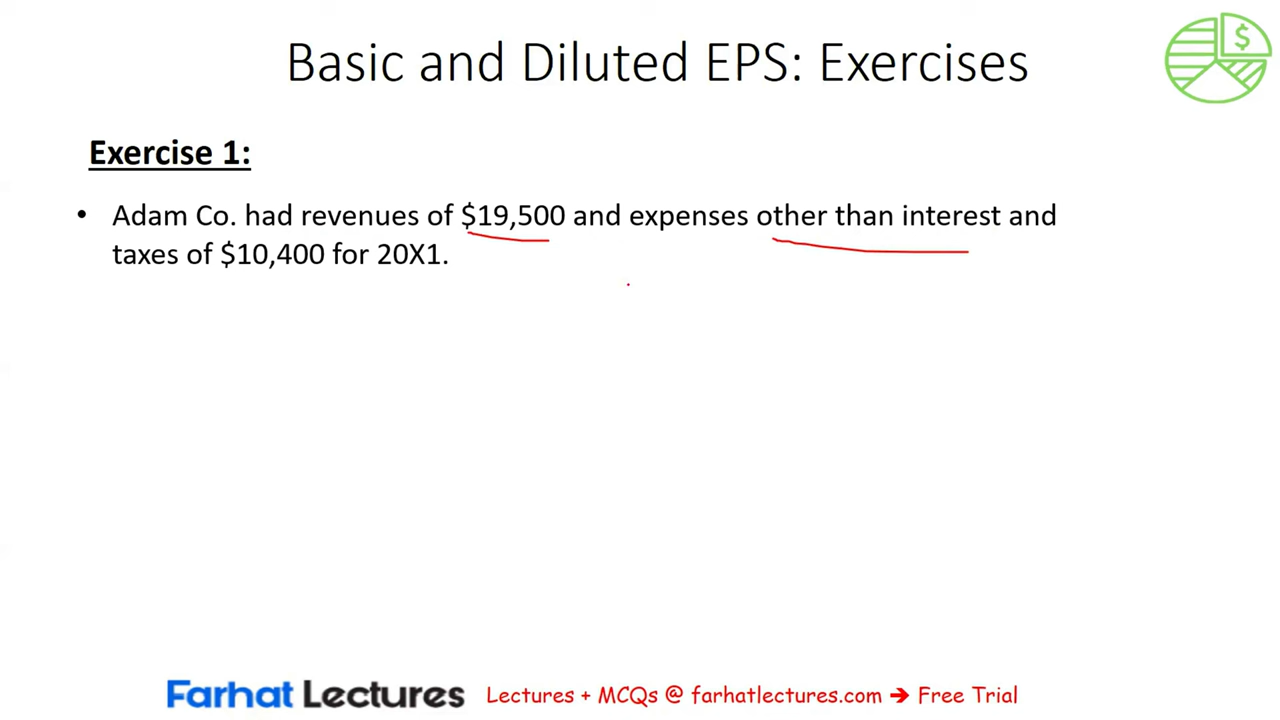 Basic and Diluted EPS: Exercises
$
Exercise 1:
• Adam Co. had revenues of $19,500 and expenses other than interest and
taxes of $10,400 for 20X1.
Farhat Lectures Lectures + MCQs @ farhatlectures.com ➔ Free Trial